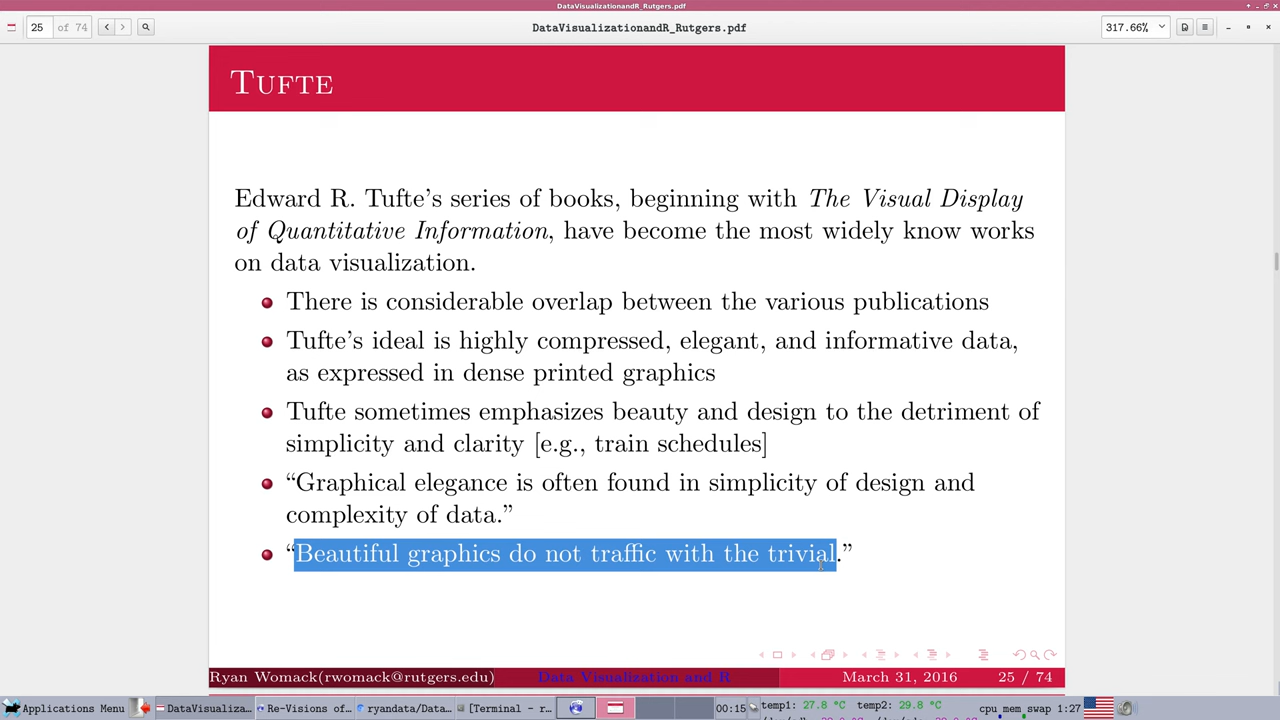 DataVisualizationandR_Rutgers.pdf
25 of 74
DataVisualizationandR_Rutgers.pdf
317.66%
Tufte
Edward R. Tufte's series of books, beginning with The Visual Display
of Quantitative Information, have become the most widely know works
on data visualization.
There is considerable overlap between the various publications
Tufte's ideal is highly compressed, elegant, and informative data,
as expressed in dense printed graphics
Tufte sometimes emphasizes beauty and design to the detriment of
simplicity and clarity [e.g., train schedules]
“Graphical elegance is often found in simplicity of design and
complexity of data.”
“Beautiful graphics do not traffic with the trivial.”
Ryan Womack(rwomack@rutgers.edu) Data Visualization and R March 31, 2016 25 / 74
Applications Menu DataVisualiza... Re-Visions of... ryandata/Data... [Terminal - r... 00:15 temp1: 27.8 °C temp2: 29.8 °C cpu mem swap 1:27